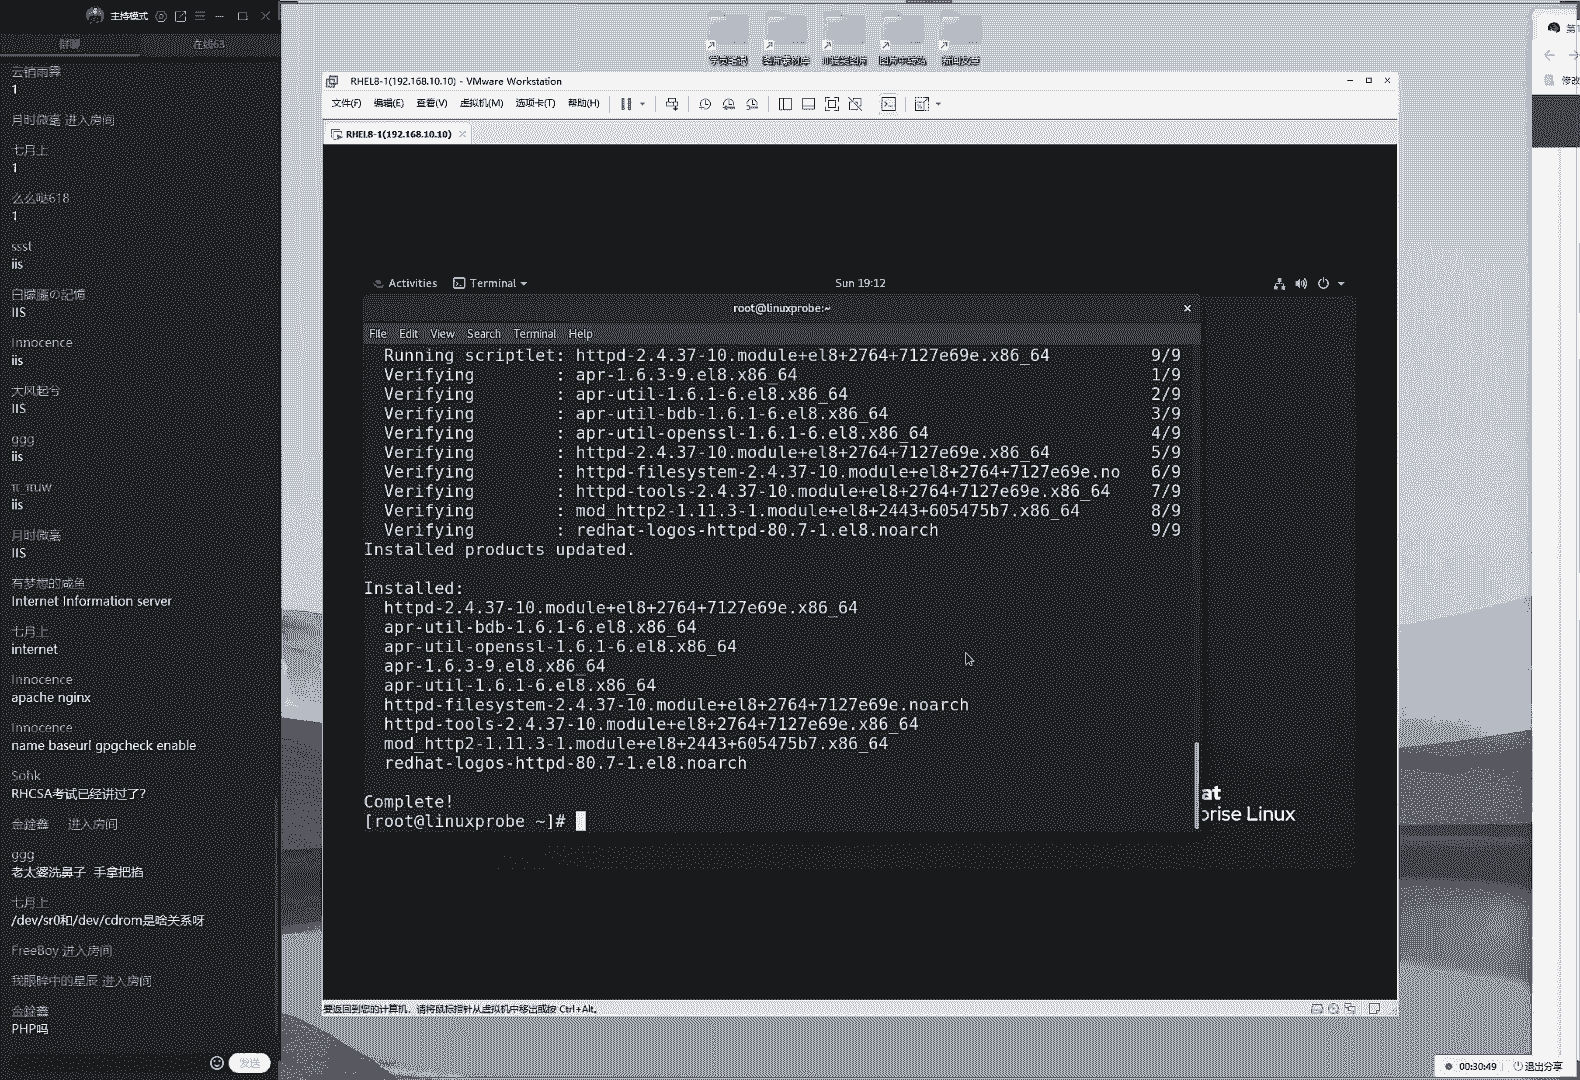 主持模式
群聊
在线63
云销雨霁
1
月时微鸾 进入房间
七月上
1
么么哒618
1
ssst
iis
白朦朧の記憶
IIS
Innocence
iis
大风起兮
IIS
ggg
iis
iis
IIS
有梦想的咸鱼
Internet Information server
七月上
internet
Innocence
apache nginx
Innocence
name baseurl gpgcheck enable
Sohk
RHCSA考试已经讲过了?
进入房间
ggg
老太婆洗鼻子 手拿把掐
七月上
/dev/sr0和/dev/cdrom是啥关系呀
FreeBoy 进入房间
我眼眸中的星辰 进入房间
PHP吗
发送
RHEL8-1(192.168.10.10) - VMware Workstation
文件(F) 编辑(E) 查看(V) 虚拟机(M) 选项卡(T) 帮助(H)
RHEL8-1(192.168.10.10)
Activities Terminal Sun 19:12
root@linuxprobe:~
File Edit View Search Terminal Help
Running scriptlet: httpd-2.4.37-10.module+el8+2764+7127e69e.x86_64 9/9
Verifying : apr-1.6.3-9.el8.x86_64 1/9
Verifying : apr-util-1.6.1-6.el8.x86_64 2/9
Verifying : apr-util-bdb-1.6.1-6.el8.x86_64 3/9
Verifying : apr-util-openssl-1.6.1-6.el8.x86_64 4/9
Verifying : httpd-2.4.37-10.module+el8+2764+7127e69e.x86_64 5/9
Verifying : httpd-filesystem-2.4.37-10.module+el8+2764+7127e69e.no 6/9
Verifying : httpd-tools-2.4.37-10.module+el8+2764+7127e69e.x86_64 7/9
Verifying : mod_http2-1.11.3-1.module+el8+2443+605475b7.x86_64 8/9
Verifying : redhat-logos-httpd-80.7-1.el8.noarch 9/9
Installed products updated.
Installed:
httpd-2.4.37-10.module+el8+2764+7127e69e.x86_64
apr-util-bdb-1.6.1-6.el8.x86_64
apr-util-openssl-1.6.1-6.el8.x86_64
apr-1.6.3-9.el8.x86_64
apr-util-1.6.1-6.el8.x86_64
httpd-filesystem-2.4.37-10.module+el8+2764+7127e69e.noarch
httpd-tools-2.4.37-10.module+el8+2764+7127e69e.x86_64
mod_http2-1.11.3-1.module+el8+2443+605475b7.x86_64
redhat-logos-httpd-80.7-1.el8.noarch
Complete!
[root@linuxprobe ~]#
at
prise Linux
要返回到您的计算机，请将鼠标指针从虚拟机中移出或按 Ctrl+Alt。
第1
修改
00:30:49 退出分享